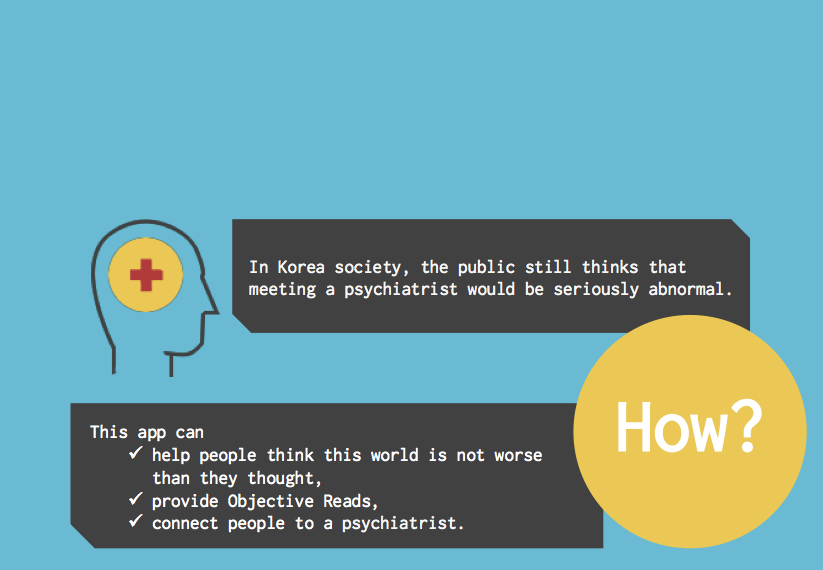 In Korea society, the public still thinks that
meeting a psychiatrist would be seriously abnormal.
How?
This app can
✓ help people think this world is not worse
than they thought,
✓ provide Objective Reads,
✓ connect people to a psychiatrist.